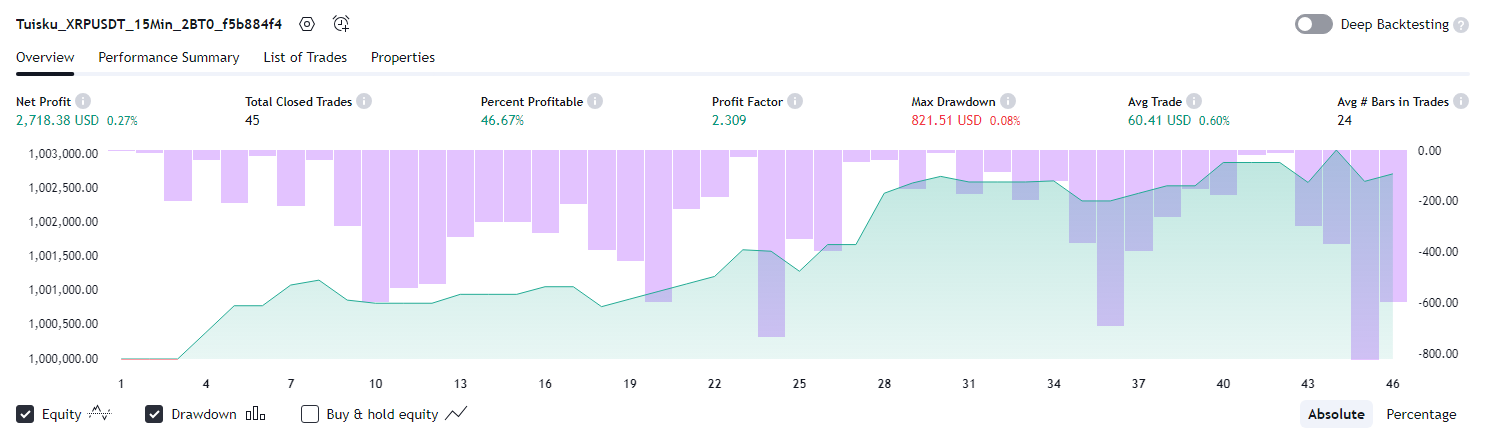 Tuisku_XRPUSDT_15Min_2BT0_f5b884f4
Deep Backtesting ?
Overview Performance Summary List of Trades Properties
Net Profit Total Closed Trades Percent Profitable Profit Factor Max Drawdown Avg Trade Avg # Bars in Trades
2,718.38 USD 0.27% 45 46.67% 2.309 821.51 USD 0.08% 60.41 USD 0.60% 24
1,003,000.00 0.00
1,002,500.00 -200.00
1,002,000.00
1,001,500.00 -400.00
1,001,000.00 -600.00
1,000,500.00
1,000,000.00 -800.00
1 4 7 10 13 16 19 22 25 28 31 34 37 40 43 46
Equity Drawdown Buy & hold equity Absolute Percentage